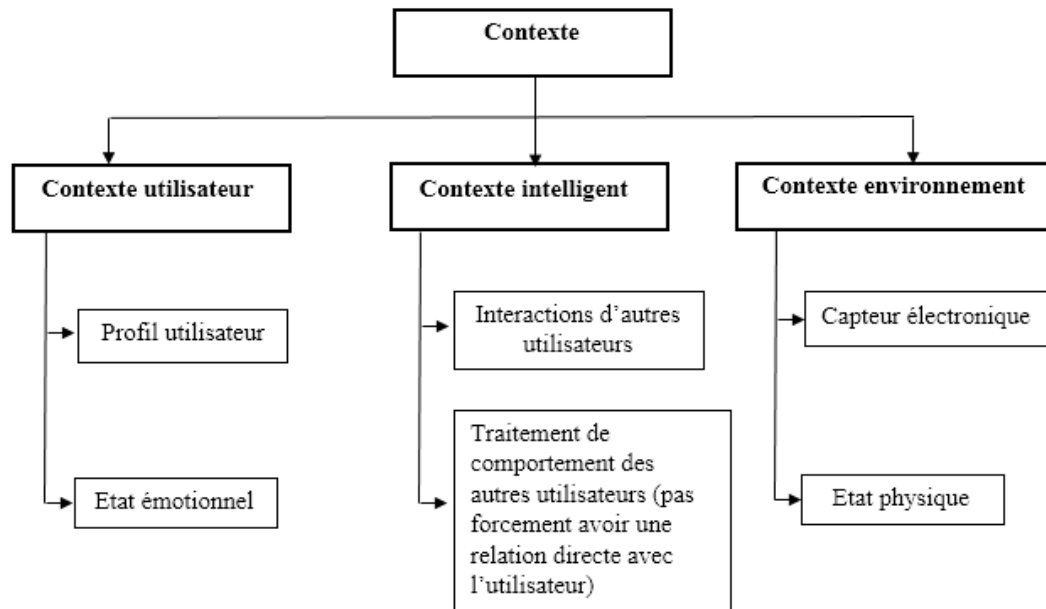 Contexte
Contexte utilisateur
Contexte intelligent
Contexte environnement
Profil utilisateur
Interactions d’autres
utilisateurs
Capteur électronique
Etat émotionnel
Traitement de
comportement des
autres utilisateurs (pas
forcement avoir une
relation directe avec
l’utilisateur)
Etat physique